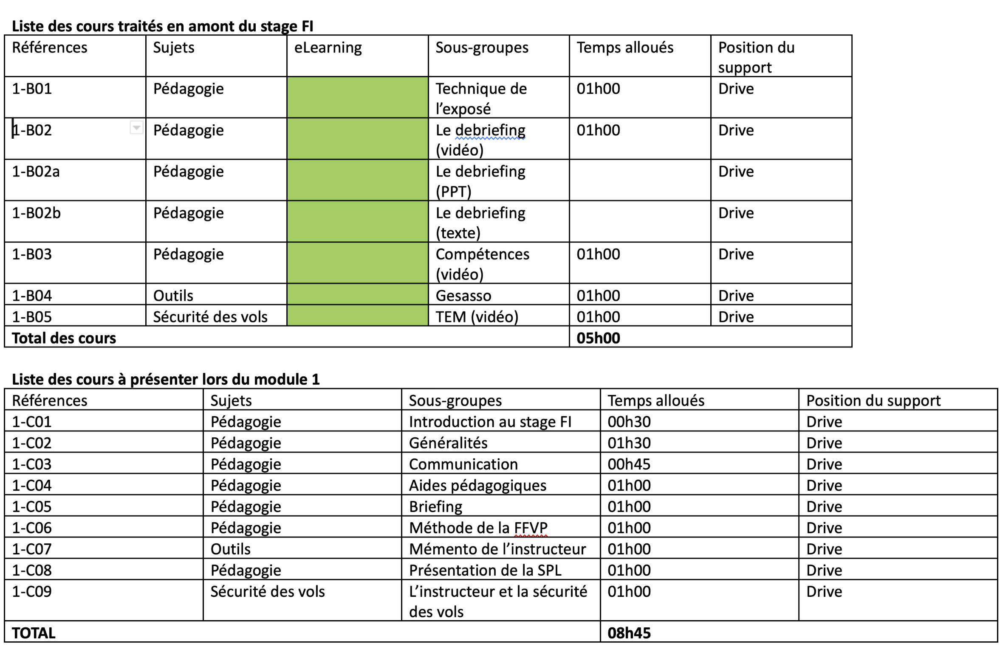 Liste des cours traités en amont du stage FI
Références Sujets eLearning Sous-groupes Temps alloués Position du
support
1-B01 Pédagogie Technique de 01h00 Drive
l’exposé
1-B02 Pédagogie Le debriefing 01h00 Drive
(vidéo)
1-B02a Pédagogie Le debriefing Drive
(PPT)
1-B02b Pédagogie Le debriefing Drive
(texte)
1-B03 Pédagogie Compétences 01h00 Drive
(vidéo)
1-B04 Outils Gesasso 01h00 Drive
1-B05 Sécurité des vols TEM (vidéo) 01h00 Drive
Total des cours 05h00
Liste des cours à présenter lors du module 1
Références Sujets Sous-groupes Temps alloués Position du support
1-C01 Pédagogie Introduction au stage FI 00h30 Drive
1-C02 Pédagogie Généralités 01h30 Drive
1-C03 Pédagogie Communication 00h45 Drive
1-C04 Pédagogie Aides pédagogiques 01h00 Drive
1-C05 Pédagogie Briefing 01h00 Drive
1-C06 Pédagogie Méthode de la FFVP 01h00 Drive
1-C07 Outils Mémento de l’instructeur 01h00 Drive
1-C08 Pédagogie Présentation de la SPL 01h00 Drive
1-C09 Sécurité des vols L’instructeur et la sécurité 01h00 Drive
des vols
TOTAL 08h45